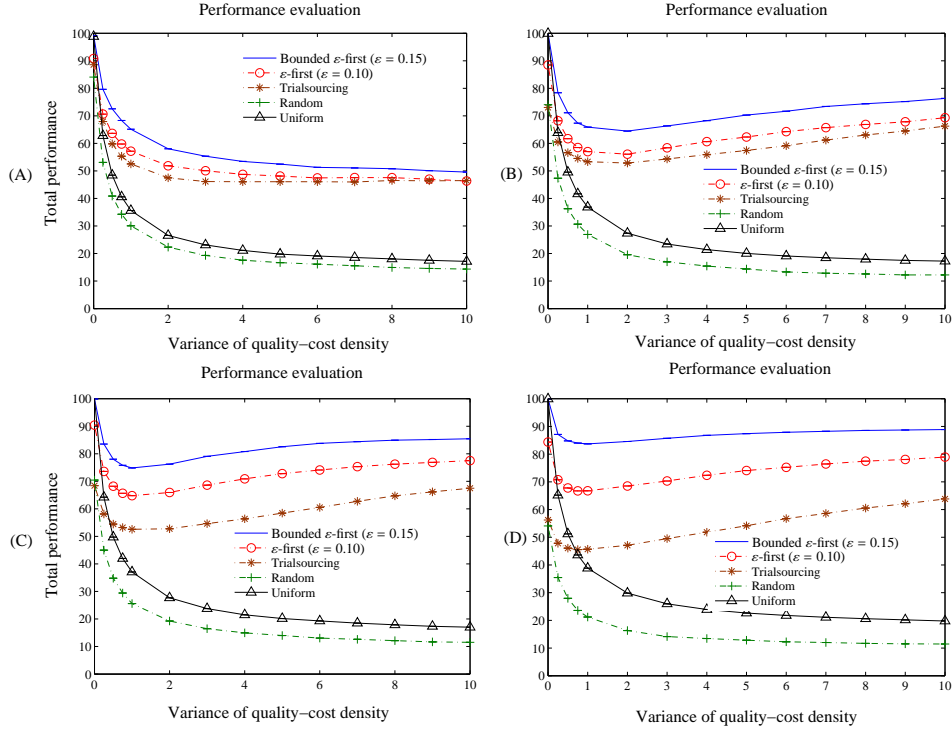 Performance evaluation
Total performance
100
90
80
70
60
50
40
30
20
10
0
Bounded ε-first (ε = 0.15)
ε-first (ε = 0.10)
Trialsourcing
Random
Uniform
(A)
0 2 4 6 8 10
Variance of quality−cost density
Performance evaluation
100
90
80
70
60
50
40
30
20
10
0
Bounded ε-first (ε = 0.15)
ε-first (ε = 0.10)
Trialsourcing
Random
Uniform
(B)
0 1 2 3 4 5 6 7 8 9 10
Variance of quality−cost density
Performance evaluation
Total performance
100
90
80
70
60
50
40
30
20
10
0
Bounded ε-first (ε = 0.15)
ε-first (ε = 0.10)
Trialsourcing
Random
Uniform
(C)
0 2 4 6 8 10
Variance of quality−cost density
Performance evaluation
100
90
80
70
60
50
40
30
20
10
0
Bounded ε-first (ε = 0.15)
ε-first (ε = 0.10)
Trialsourcing
Random
Uniform
(D)
0 1 2 3 4 5 6 7 8 9 10
Variance of quality−cost density